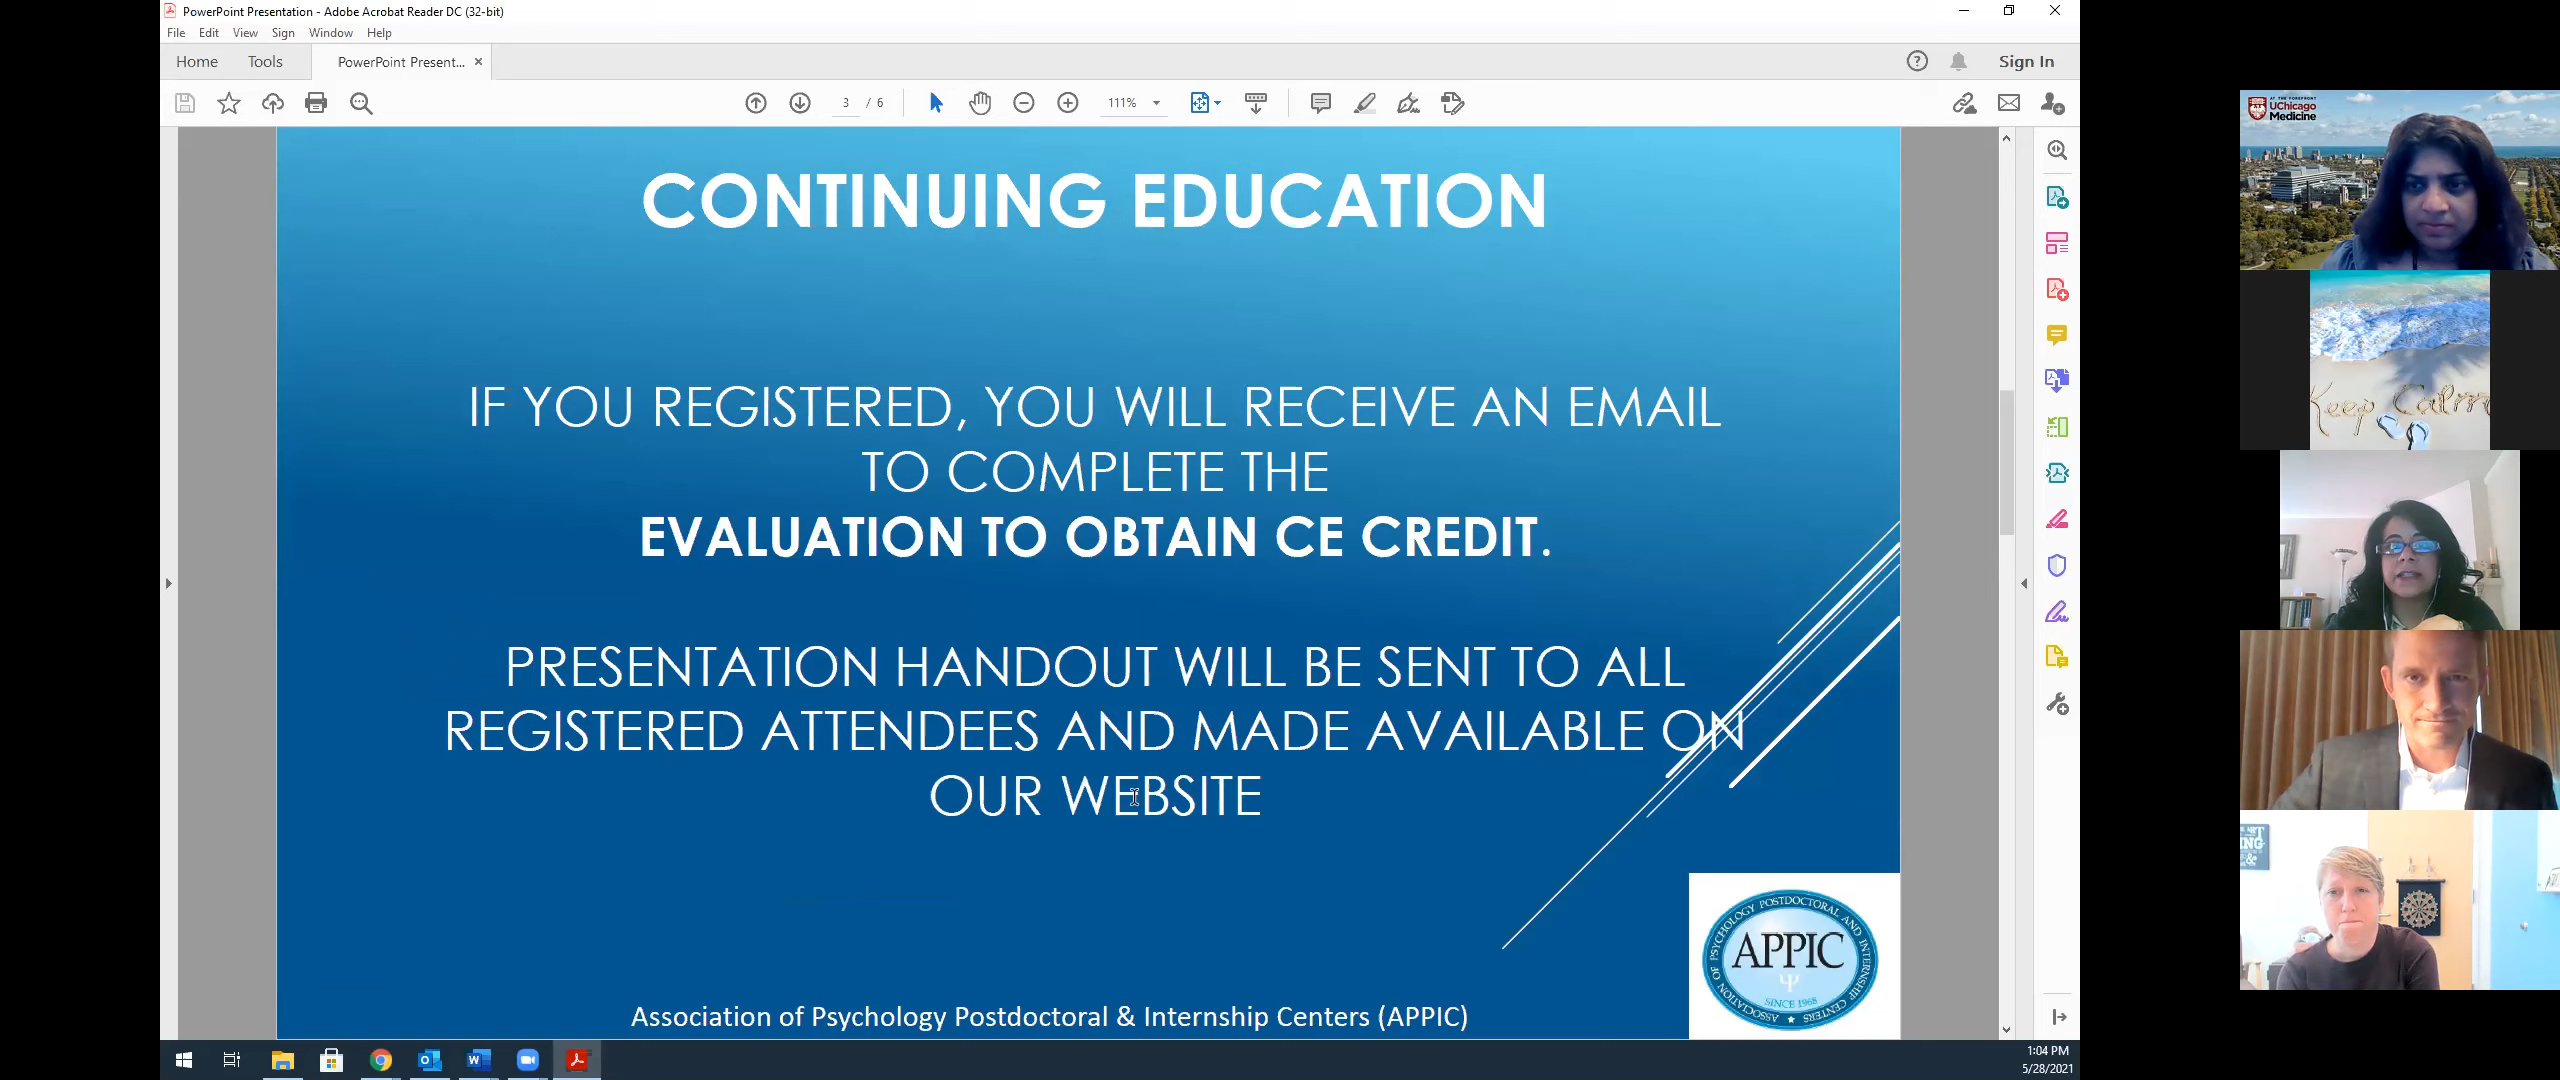 PowerPoint Presentation - Adobe Acrobat Reader DC (32-bit)
File Edit View Sign Window Help
Home Tools PowerPoint Present...
Sign In
3 / 6
111%
CONTINUING EDUCATION
IF YOU REGISTERED, YOU WILL RECEIVE AN EMAIL
TO COMPLETE THE
EVALUATION TO OBTAIN CE CREDIT.
PRESENTATION HANDOUT WILL BE SENT TO ALL
REGISTERED ATTENDEES AND MADE AVAILABLE ON
OUR WEBSITE
Association of Psychology Postdoctoral & Internship Centers (APPIC)
ASSOCIATION OF PSYCHOLOGY POSTDOCTORAL AND INTERNSHIP CENTERS
APPIC
Ψ
SINCE 1968
1:04 PM
5/28/2021
AT THE FOREFRONT
UChicago
Medicine
Keep Calm